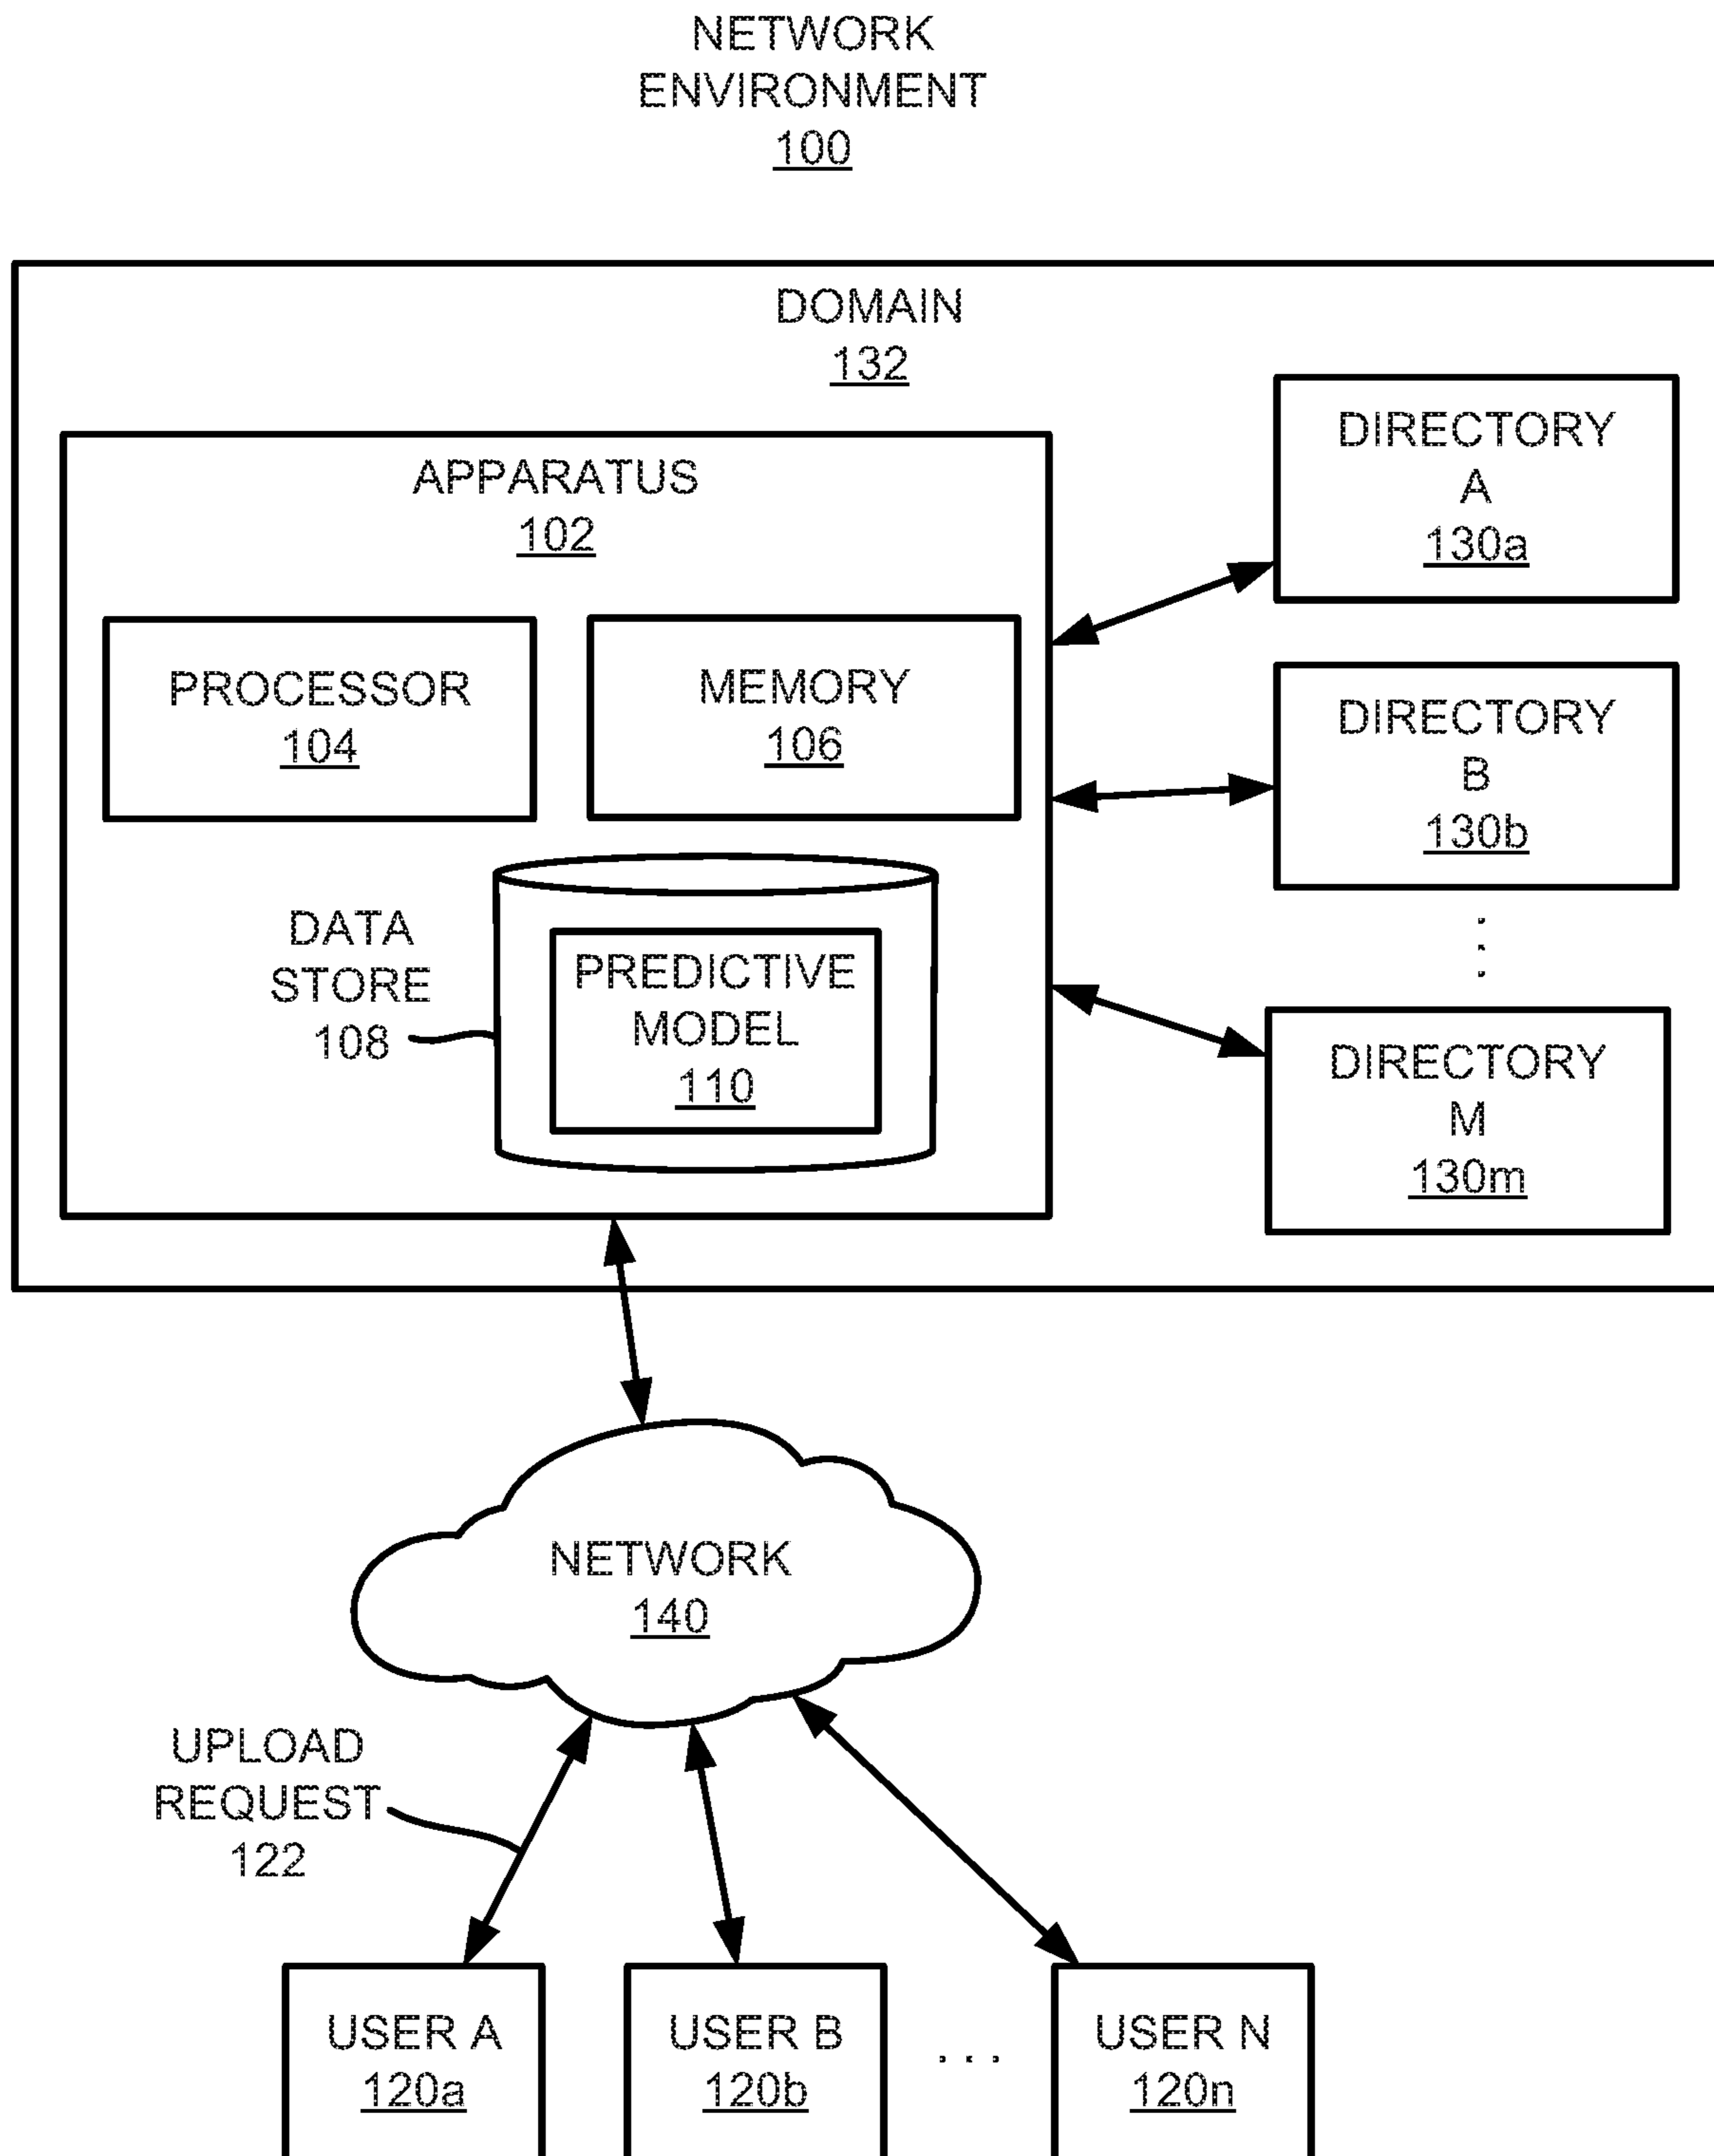 NETWORK
ENVIRONMENT
100
DOMAIN
132
APPARATUS
102
PROCESSOR
104
MEMORY
106
DATA
STORE
108
PREDICTIVE
MODEL
110
DIRECTORY
A
130a
DIRECTORY
B
130b
⋮
DIRECTORY
M
130m
NETWORK
140
UPLOAD
REQUEST
122
USER A
120a
USER B
120b
...
USER N
120n